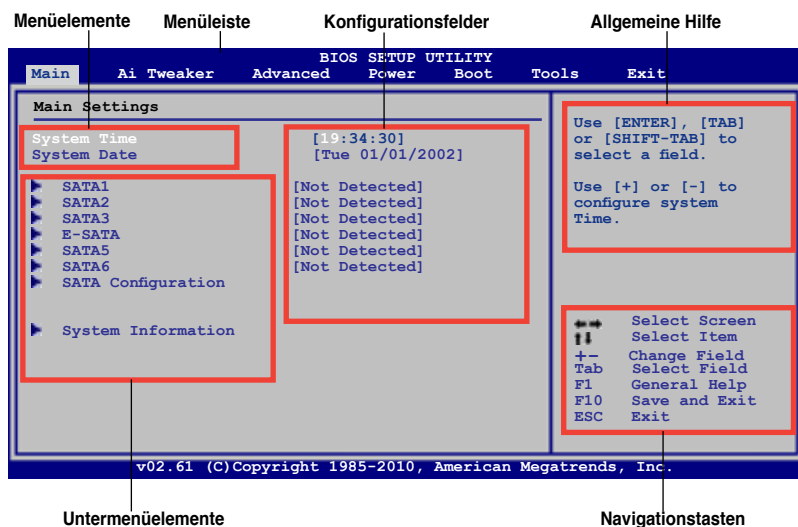 Menüelemente Menüleiste Konfigurationsfelder Allgemeine Hilfe
BIOS SETUP UTILITY
Main Ai Tweaker Advanced Power Boot Tools Exit
Main Settings
System Time [19:34:30]
System Date [Tue 01/01/2002]
SATA1 [Not Detected]
SATA2 [Not Detected]
SATA3 [Not Detected]
E-SATA [Not Detected]
SATA5 [Not Detected]
SATA6 [Not Detected]
SATA Configuration
System Information
Use [ENTER], [TAB]
or [SHIFT-TAB] to
select a field.
Use [+] or [-] to
configure system
Time.
Select Screen
Select Item
+- Change Field
Tab Select Field
F1 General Help
F10 Save and Exit
ESC Exit
v02.61 (C)Copyright 1985-2010, American Megatrends, Inc.
Untermenüelemente Navigationstasten